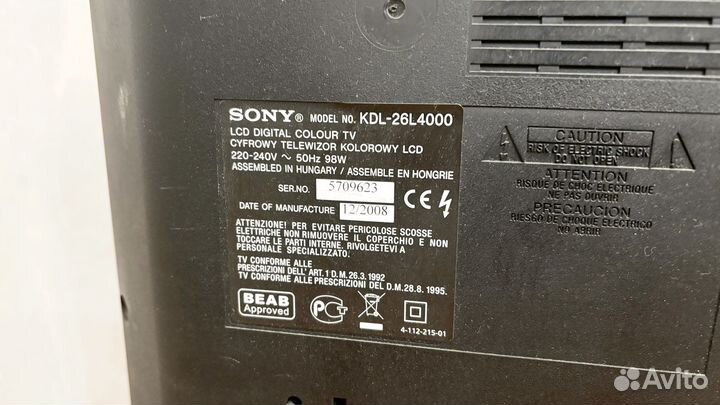 SONY® MODEL NO. KDL-26L4000
LCD DIGITAL COLOUR TV
CYFROWY TELEWIZOR KOLOROWY LCD
220-240V ~ 50Hz 98W
ASSEMBLED IN HUNGARY / ASSEMBLE EN HONGRIE
SER.NO. 5709623
DATE OF MANUFACTURE 12/2008
CE
ATTENZIONE! PER EVITARE PERICOLOSE SCOSSE
ELETTRICHE NON RIMUOVERE IL COPERCHIO E NON
TOCCARE LE PARTI INTERNE. RIVOLGETEVI A
PERSONALE SPECIALIZZATO.
TV CONFORME ALLE
PRESCRIZIONI DELL' ART.1 D.M. 26.3. 1992
TV CONFORME ALLE PRESCRIZIONI DEL D.M.28.8. 1995.
BEAB
Approved
4-112-215-01
CAUTION
RISK OF ELECTRIC SHOCK
DO NOT OPEN
ATTENTION
RISQUE DE CHOC ELECTRIQUE
NE PAS OUVRIR
PRECAUCION
RIESGO DE CHOQUE ELECTRICO
NO ABRIR
Avito